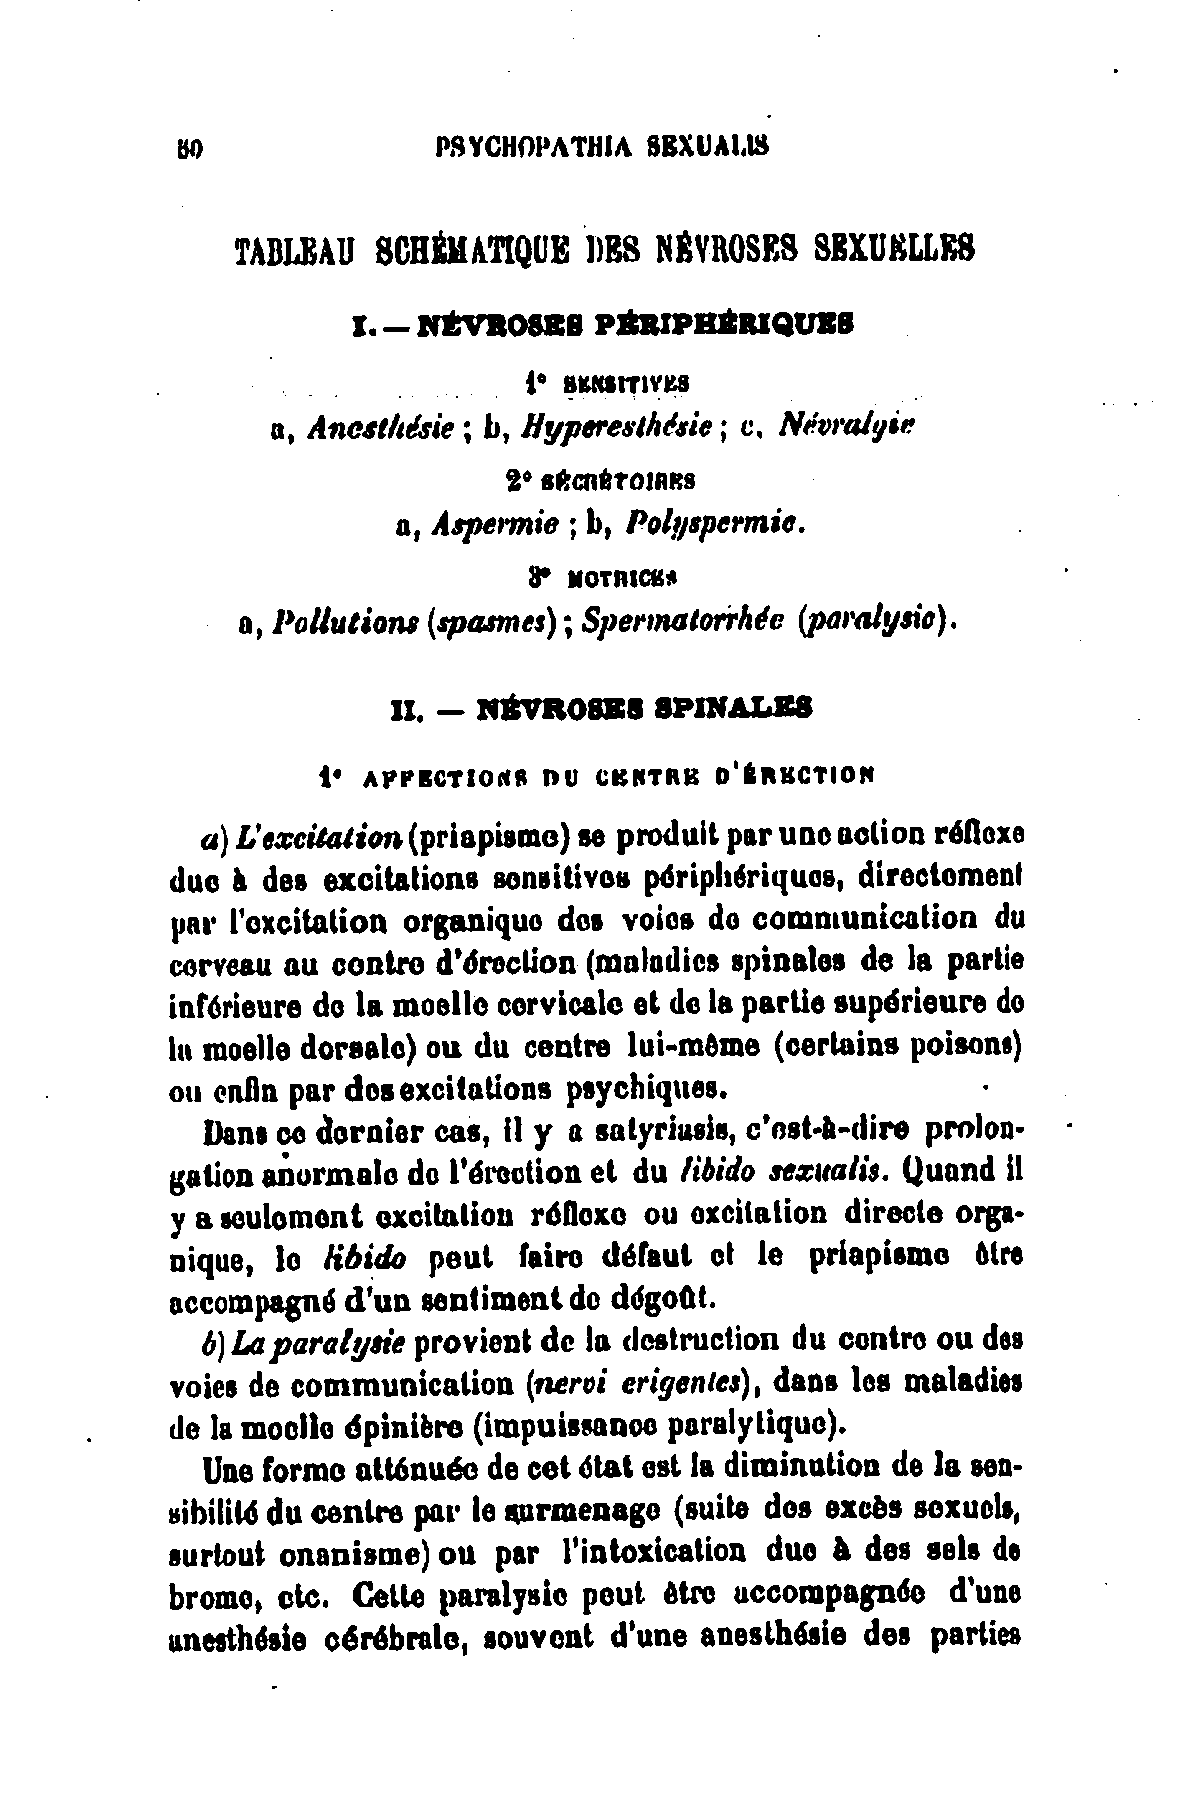 50 PSYCHOPATHIA SEXUALIS
TABLEAU SCHÉMATIQUE DES NÉVROSES SEXUELLES
I. — NÉVROSES PÉRIPHÉRIQUES
1° SENSITIVES
a, Anesthésie ; b, Hyperesthésie ; c, Névralgie
2° SÉCRÉTOIRES
a, Aspermie ; b, Polyspermie.
3° MOTRICES
a, Pollutions (spasmes) ; Spermatorrhée (paralysie).
II. — NÉVROSES SPINALES
1° AFFECTIONS DU CENTRE D'ÉRECTION
a) L'excitation (priapisme) se produit par une action réflexe
due à des excitations sensitives périphériques, directement
par l'excitation organique des voies de communication du
cerveau au centre d'érection (maladies spinales de la partie
inférieure de la moelle cervicale et de la partie supérieure de
la moelle dorsale) ou du centre lui-même (certains poisons)
ou enfin par des excitations psychiques.
Dans ce dernier cas, il y a satyriasis, c'est-à-dire prolon-
gation anormale de l'érection et du libido sexualis. Quand il
y a seulement excitation réflexe ou excitation directe orga-
nique, le libido peut faire défaut et le priapisme être
accompagné d'un sentiment de dégoût.
b) La paralysie provient de la destruction du centre ou des
voies de communication (nervi erigentes), dans les maladies
de la moelle épinière (impuissance paralytique).
Une forme atténuée de cet état est la diminution de la sen-
sibilité du centre par le surmenage (suite des excès sexuels,
surtout onanisme) ou par l'intoxication due à des sels de
brome, etc. Cette paralysie peut être accompagnée d'une
anesthésie cérébrale, souvent d'une anesthésie des parties